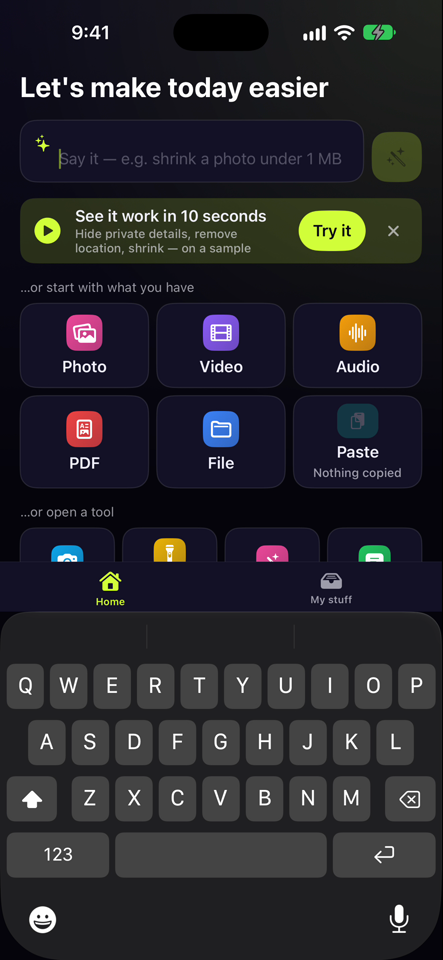 9:41
Let's make today easier
Say it — e.g. shrink a photo under 1 MB
See it work in 10 seconds
Hide private details, remove
location, shrink — on a sample
Try it
...or start with what you have
Photo
Video
Audio
PDF
File
Paste
Nothing copied
...or open a tool
Home
My stuff
Q W E R T Y U I O P
A S D F G H J K L
Z X C V B N M
123